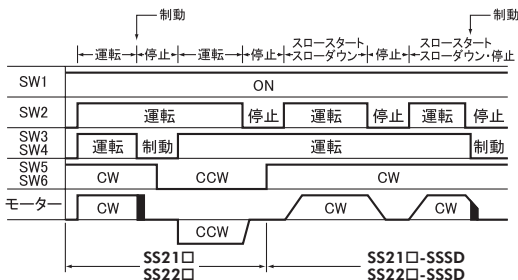 制動
制動
運転 停止 運転 停止 スロースタート スローダウン 停止 スロースタート スローダウン・停止
SW1 ON
SW2 運転 停止 運転 停止 運転 停止
SW3 SW4 運転 制動 運転 制動
SW5 SW6 CW CCW CW
モーター CW CCW CW CW
SS21□ SS21□-SSSD
SS22□ SS22□-SSSD